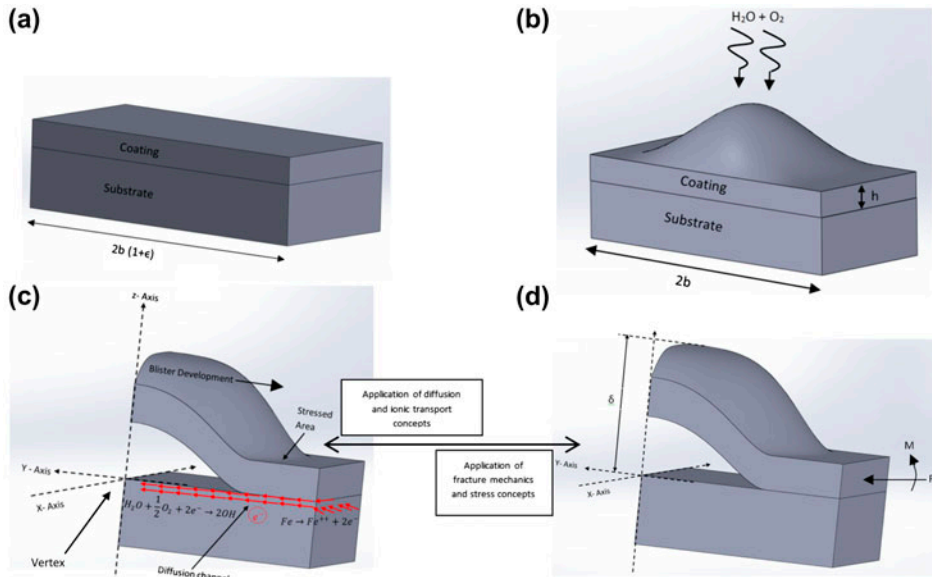 (a)
Coating
Substrate
2b (1+ϵ)
(b)
H₂O + O₂
Coating
h
Substrate
2b
(c)
z- Axis
Blister Development
Stressed
Area
Y - Axis
X- Axis
H₂O + 1/2 O₂ + 2e⁻ → 2OH
Fe → Fe⁺⁺ + 2e⁻
Vertex
Diffusion channel
Application of diffusion
and ionic transport
concepts
Application of
fracture mechanics
and stress concepts
(d)
δ
Y- Axis
X- Axis
M